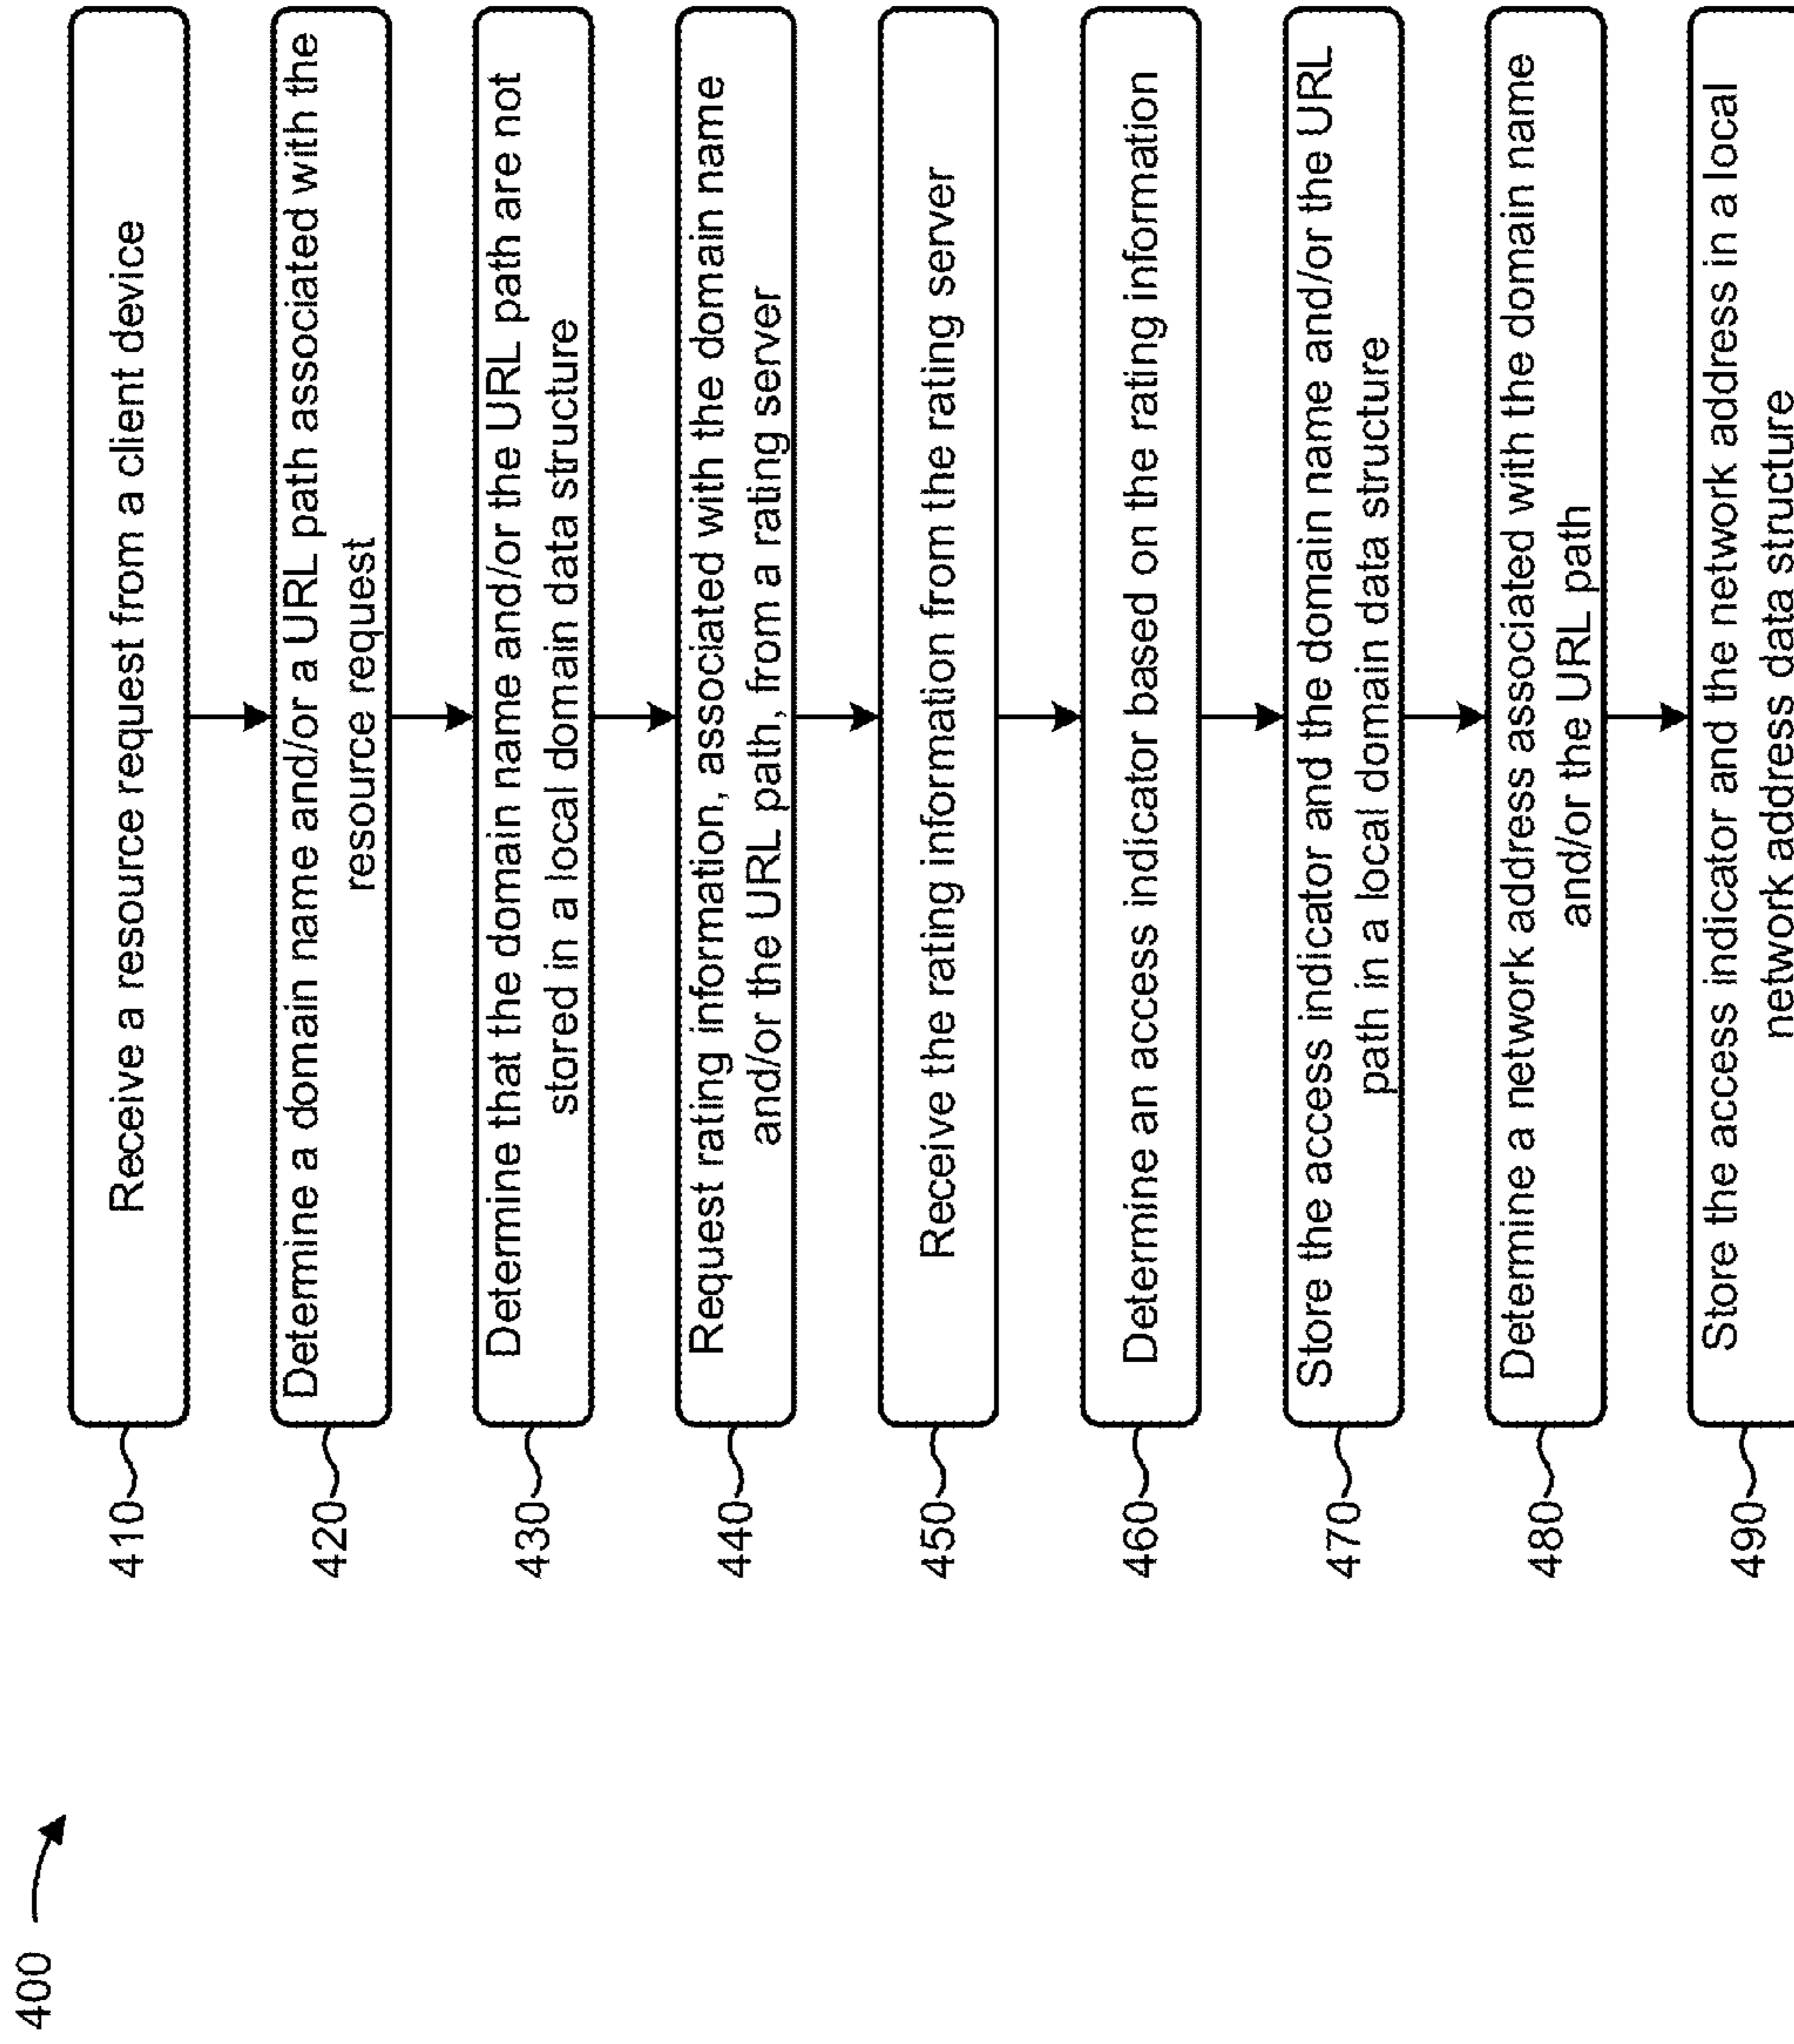 400
410
Receive a resource request from a client device
420
Determine a domain name and/or a URL path associated with the
resource request
430
Determine that the domain name and/or the URL path are not
stored in a local domain data structure
440
Request rating information, associated with the domain name
and/or the URL path, from a rating server
450
Receive the rating information from the rating server
460
Determine an access indicator based on the rating information
470
Store the access indicator and the domain name and/or the URL
path in a local domain data structure
480
Determine a network address associated with the domain name
and/or the URL path
490
Store the access indicator and the network address in a local
network address data structure